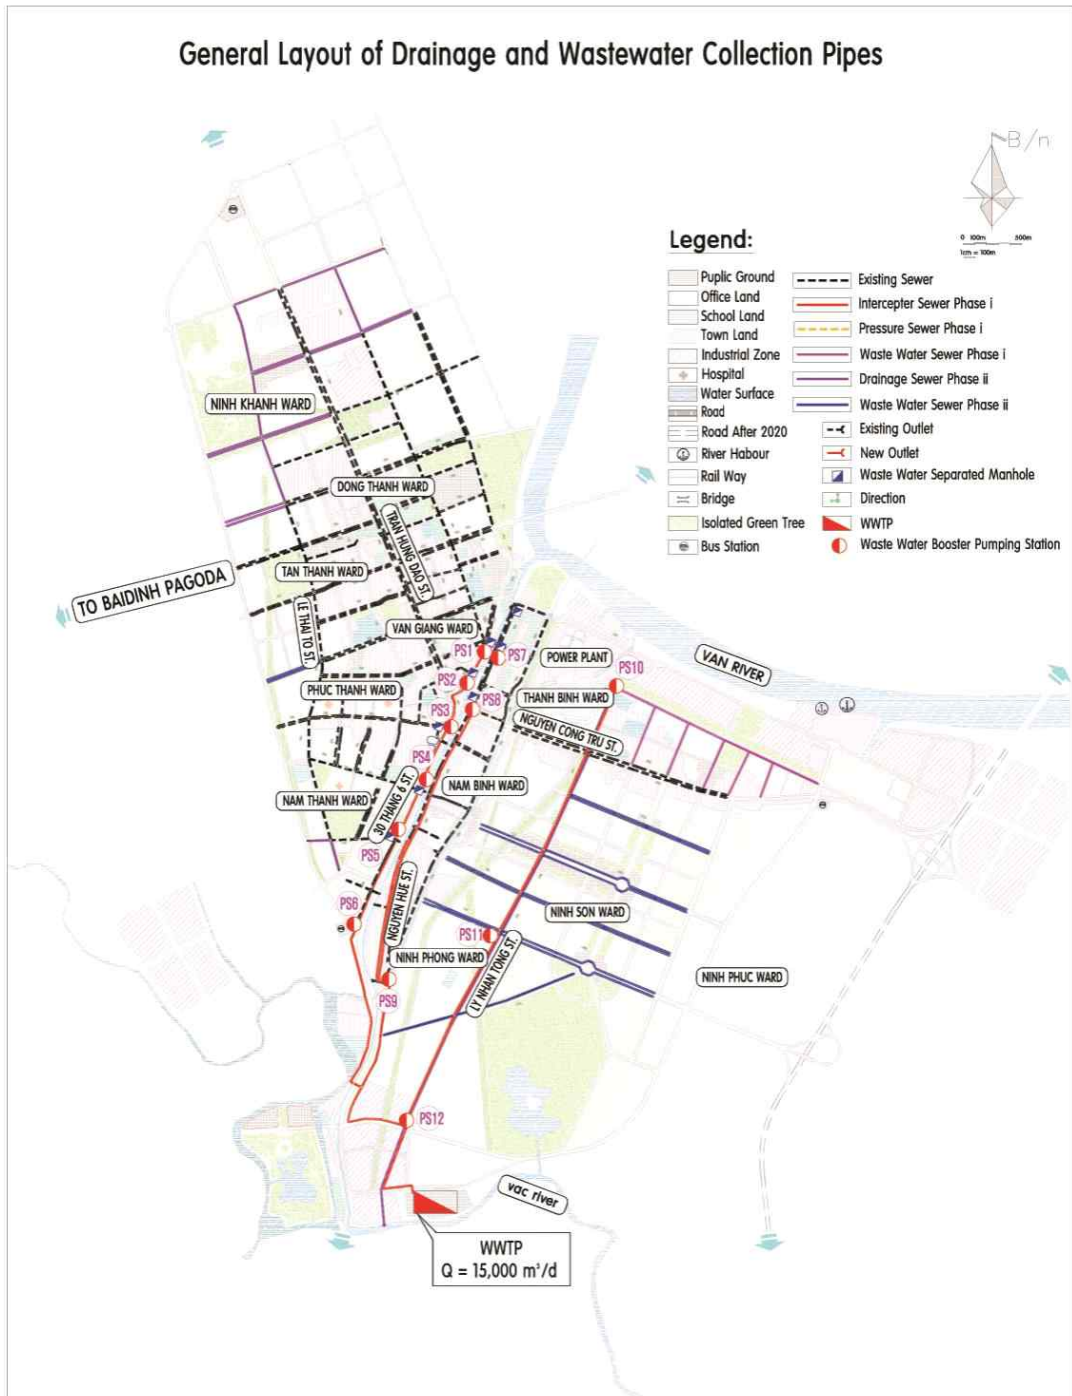 General Layout of Drainage and Wastewater Collection Pipes
B/n
0 100m 500m
1cm = 100m
Legend:
Puplic Ground
Office Land
School Land
Town Land
Industrial Zone
Hospital
Water Surface
Road
Road After 2020
River Habour
Rail Way
Bridge
Isolated Green Tree
Bus Station
Existing Sewer
Intercepter Sewer Phase i
Pressure Sewer Phase i
Waste Water Sewer Phase i
Drainage Sewer Phase ii
Waste Water Sewer Phase ii
Existing Outlet
New Outlet
Waste Water Separated Manhole
Direction
WWTP
Waste Water Booster Pumping Station
NINH KHANH WARD
DONG THANH WARD
TRAN HUNG DAO ST.
TAN THANH WARD
TO BAIDINH PAGODA
LE THAI TO ST.
VAN GIANG WARD
PS1
PS7
POWER PLANT
PS10
VAN RIVER
PHUC THANH WARD
PS2
PS8
THANH BINH WARD
PS3
NGUYEN CONG TRU ST.
PS4
NAM BINH WARD
NAM THANH WARD
30 THANG 6 ST.
PS5
PS6
NGUYEN HUE ST.
NINH SON WARD
PS11
NINH PHONG WARD
LY NHAN TONG ST.
NINH PHUC WARD
PS9
PS12
vac river
WWTP
Q = 15,000 m³/d